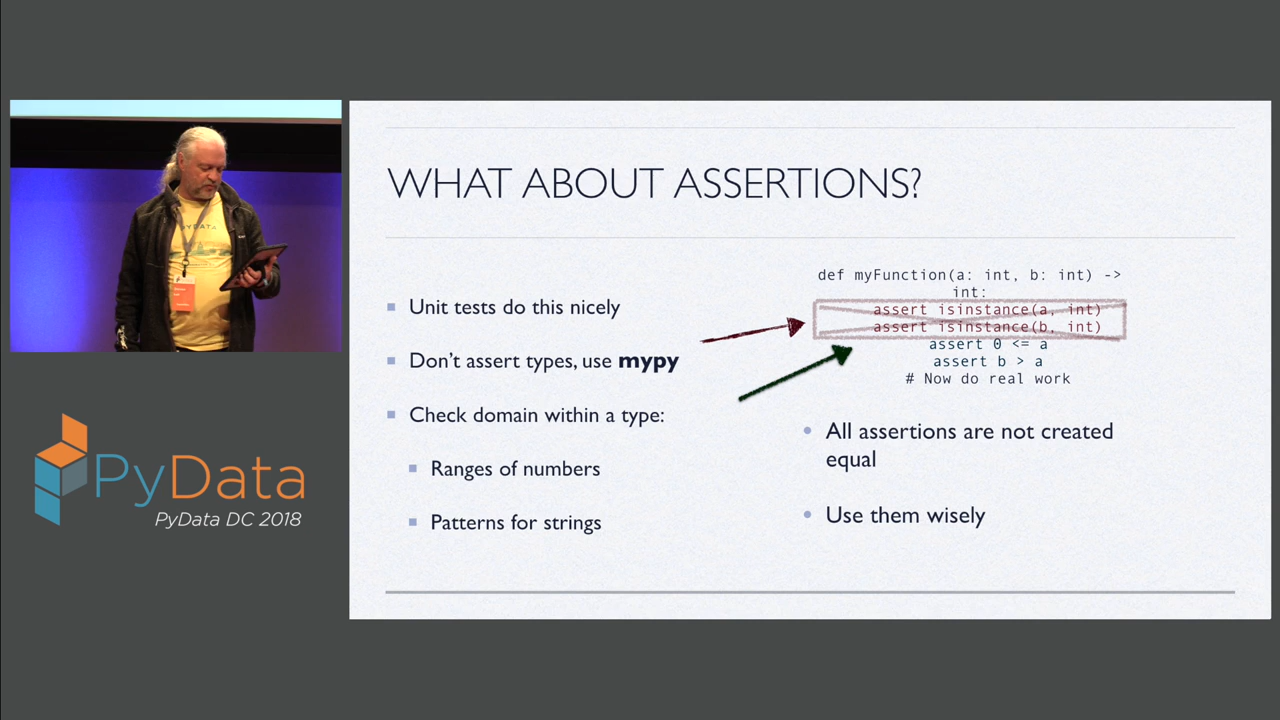 WHAT ABOUT ASSERTIONS?
Unit tests do this nicely
Don't assert types, use mypy
Check domain within a type:
Ranges of numbers
Patterns for strings
def myFunction(a: int, b: int) ->
int:
assert isinstance(a, int)
assert isinstance(b, int)
assert 0 <= a
assert b > a
# Now do real work
All assertions are not created
equal
Use them wisely
PYDATA
PyData
PyData DC 2018